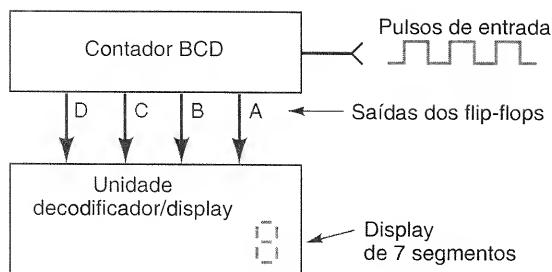 Contador BCD
Pulsos de entrada
D C B A
Saídas dos flip-flops
Unidade
decodificador/display
Display
de 7 segmentos